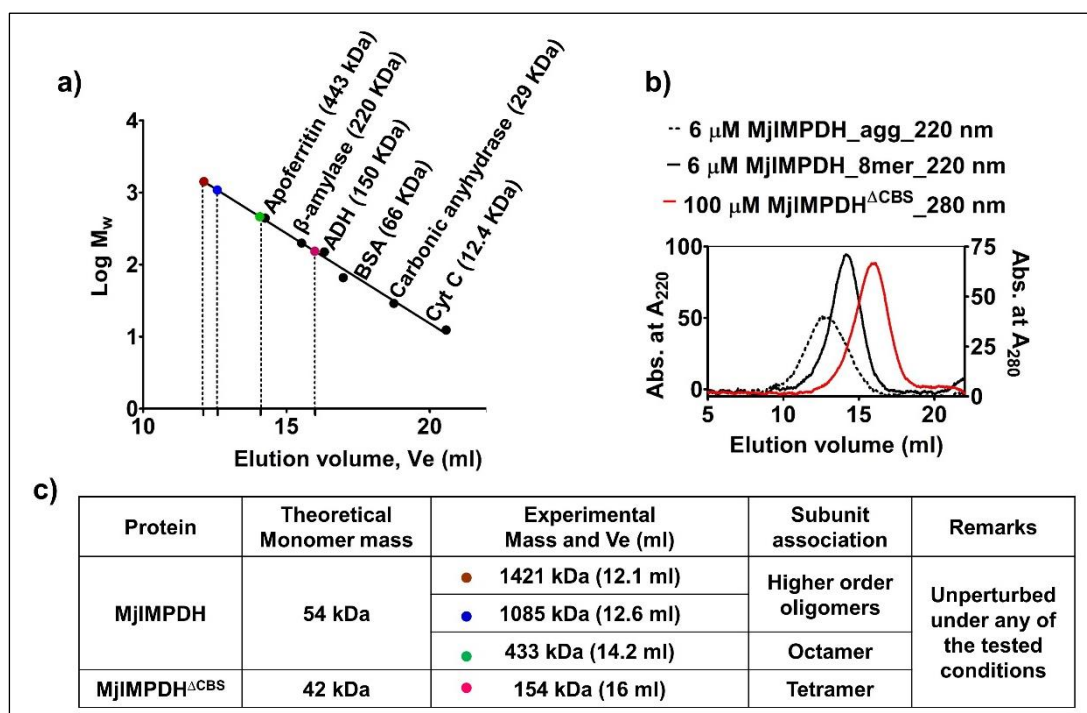 a)
Log Mw
4
3
2
1
0
10
15
20
Elution volume, Ve (ml)
Apoferritin (443 kDa)
β-amylase (220 KDa)
ADH (150 KDa)
BSA (66 KDa)
Carbonic anyhdrase (29 KDa)
Cyt C (12.4 KDa)
b)
6 μM MjIMPDH_agg_220 nm
6 μM MjIMPDH_8mer_220 nm
100 μM MjIMPDHΔCBS_280 nm
Abs. at A220
100
50
0
75
50
25
0
Abs. at A280
5
10
15
20
Elution volume (ml)
c)
Protein
Theoretical
Monomer mass
Experimental
Mass and Ve (ml)
Subunit
association
Remarks
MjIMPDH
54 kDa
1421 kDa (12.1 ml)
1085 kDa (12.6 ml)
Higher order
oligomers
433 kDa (14.2 ml)
Octamer
MjIMPDHΔCBS
42 kDa
154 kDa (16 ml)
Tetramer
Unperturbed
under any of
the tested
conditions